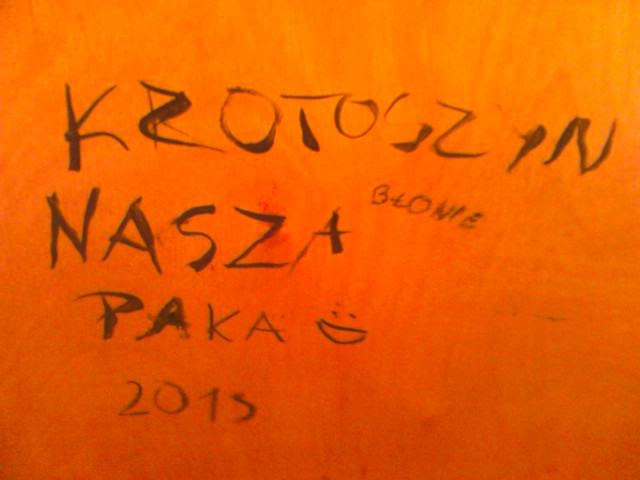 KROTOSZYN
BŁONIE
NASZA
PAKA :D
2015